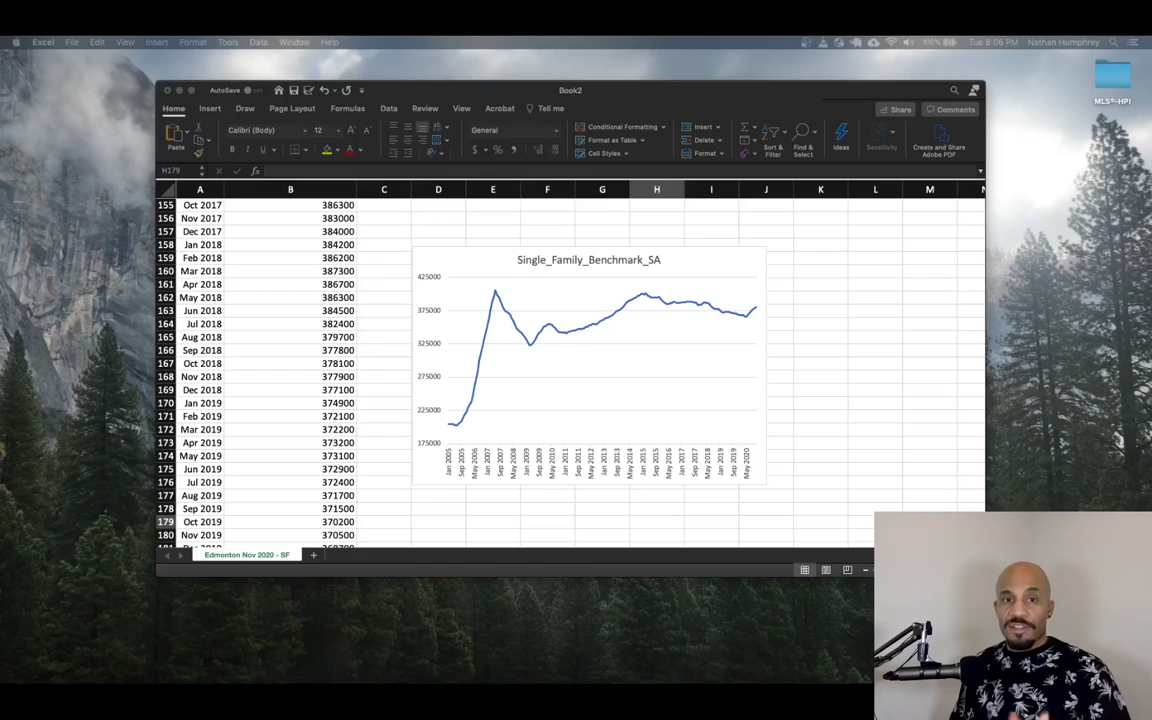 Excel File Edit View Insert Format Tools Data Window Help 100% Tue 8:06 PM Nathan Humphrey
MLS®-HPI
AutoSave Book2
Home Insert Draw Page Layout Formulas Data Review View Acrobat Tell me Share Comments
Paste Calibri (Body) 12 A A General Conditional Formatting Insert Sort & Filter Find & Select Ideas Sensitivity Create and Share Adobe PDF
B I U A $ % Format as Table Delete
Cell Styles Format
H179 fx
A B C D E F G H I J K L M N
155 Oct 2017 386300
156 Nov 2017 383000
157 Dec 2017 384000
158 Jan 2018 384200
159 Feb 2018 386200
160 Mar 2018 387300
161 Apr 2018 386700
162 May 2018 386300
163 Jun 2018 384500
164 Jul 2018 382400
165 Aug 2018 379700
166 Sep 2018 377800
167 Oct 2018 378100
168 Nov 2018 377900
169 Dec 2018 377100
170 Jan 2019 374900
171 Feb 2019 372100
172 Mar 2019 372200
173 Apr 2019 373200
174 May 2019 373100
175 Jun 2019 372900
176 Jul 2019 372400
177 Aug 2019 371700
178 Sep 2019 371500
179 Oct 2019 370200
180 Nov 2019 370500
Single_Family_Benchmark_SA
425000
375000
325000
275000
225000
175000
Jan 2005
Sep 2005
May 2006
Jan 2007
Sep 2007
May 2008
Jan 2009
Sep 2009
May 2010
Jan 2011
Sep 2011
May 2012
Jan 2013
Sep 2013
May 2014
Jan 2015
Sep 2015
May 2016
Jan 2017
Sep 2017
May 2018
Jan 2019
Sep 2019
May 2020
Edmonton Nov 2020 - SF +